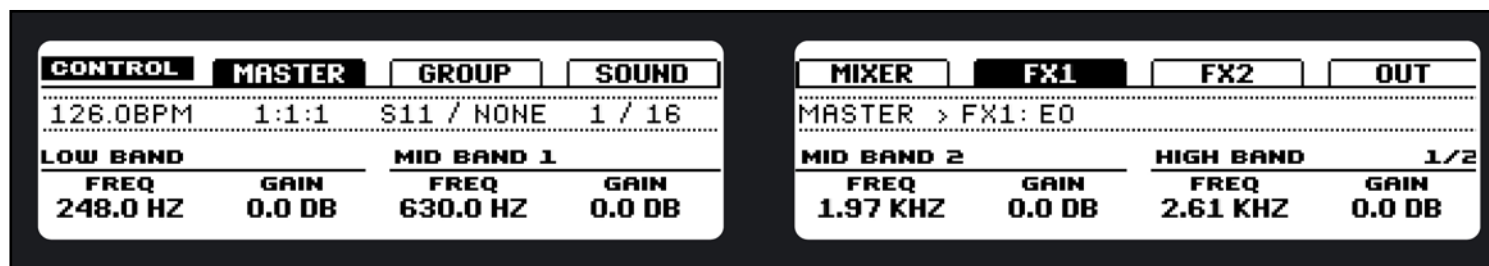 CONTROL MASTER GROUP SOUND
126.0BPM 1:1:1 S11 / NONE 1 / 16
LOW BAND MID BAND 1
FREQ GAIN FREQ GAIN
248.0 HZ 0.0 DB 630.0 HZ 0.0 DB
MIXER FX1 FX2 OUT
MASTER > FX1: EQ
MID BAND 2 HIGH BAND 1/2
FREQ GAIN FREQ GAIN
1.97 KHZ 0.0 DB 2.61 KHZ 0.0 DB